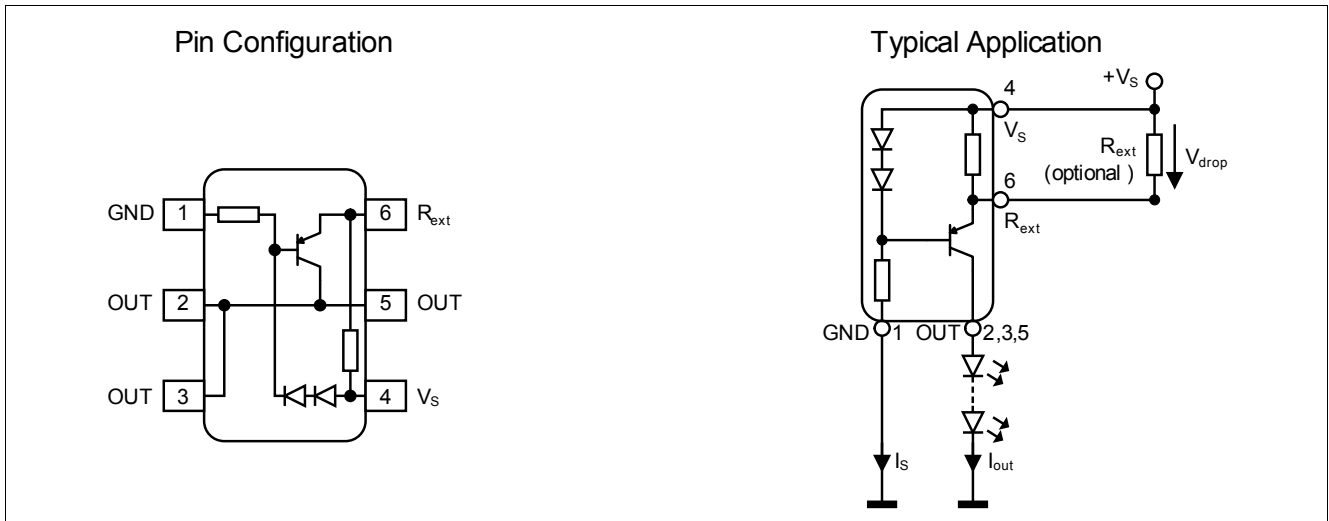 Pin Configuration
GND 1
6 Rext
OUT 2
5 OUT
OUT 3
4 VS
Typical Application
+VS
4
VS
Rext
(optional )
Vdrop
6
Rext
GND 1 OUT 2,3,5
IS
Iout